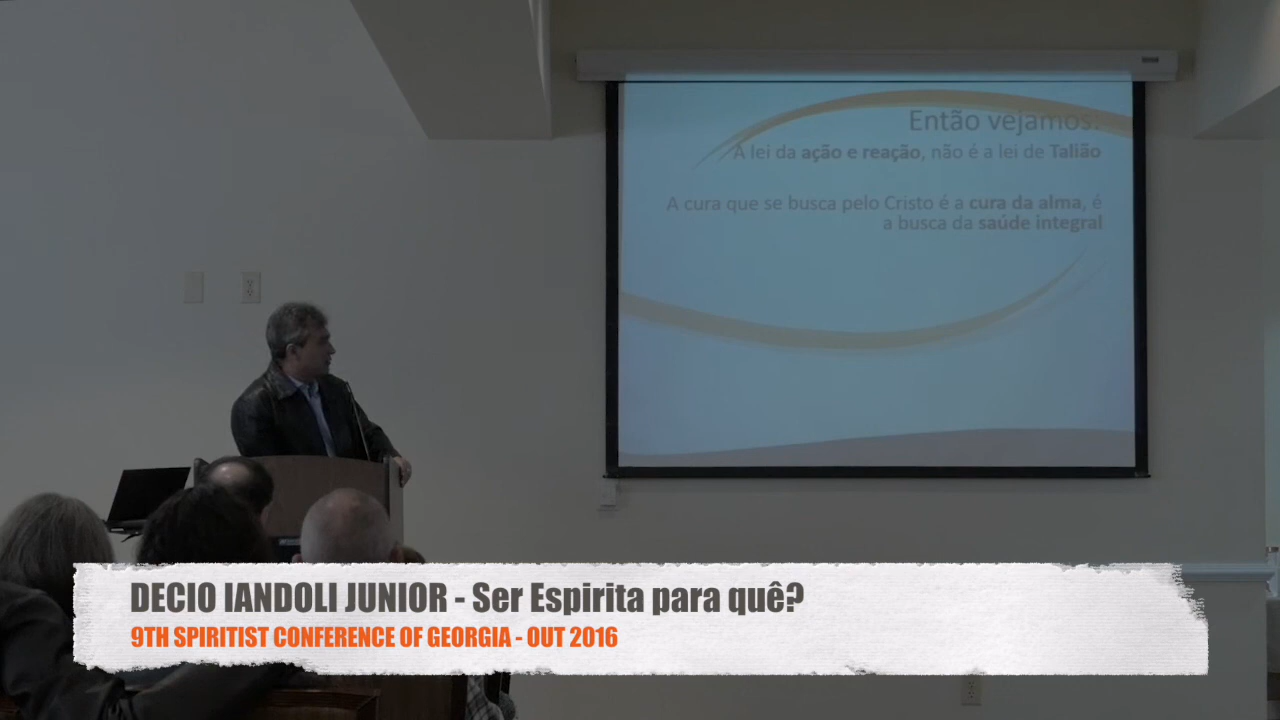 Então vejamos:
A lei da ação e reação, não é a lei de Talião
A cura que se busca pelo Cristo é a cura da alma, é
a busca da saúde integral
DECIO IANDOLI JUNIOR - Ser Espirita para quê?
9TH SPIRITIST CONFERENCE OF GEORGIA - OUT 2016